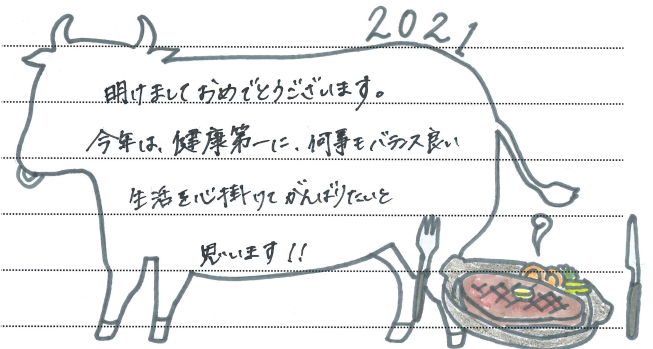 2021
明けましておめでとうございます。
今年は、健康第一に、何事もバランス良い
生活を心掛けてがんばりたいと
思います!!